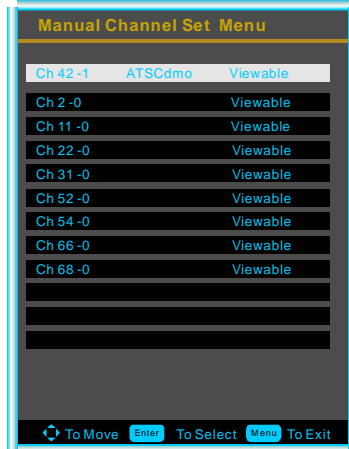 Manual Channel Set Menu
Ch 42 -1 ATSCdmo Viewable
Ch 2 -0 Viewable
Ch 11 -0 Viewable
Ch 22 -0 Viewable
Ch 31 -0 Viewable
Ch 52 -0 Viewable
Ch 54 -0 Viewable
Ch 66 -0 Viewable
Ch 68 -0 Viewable
To Move Enter To Select Menu To Exit